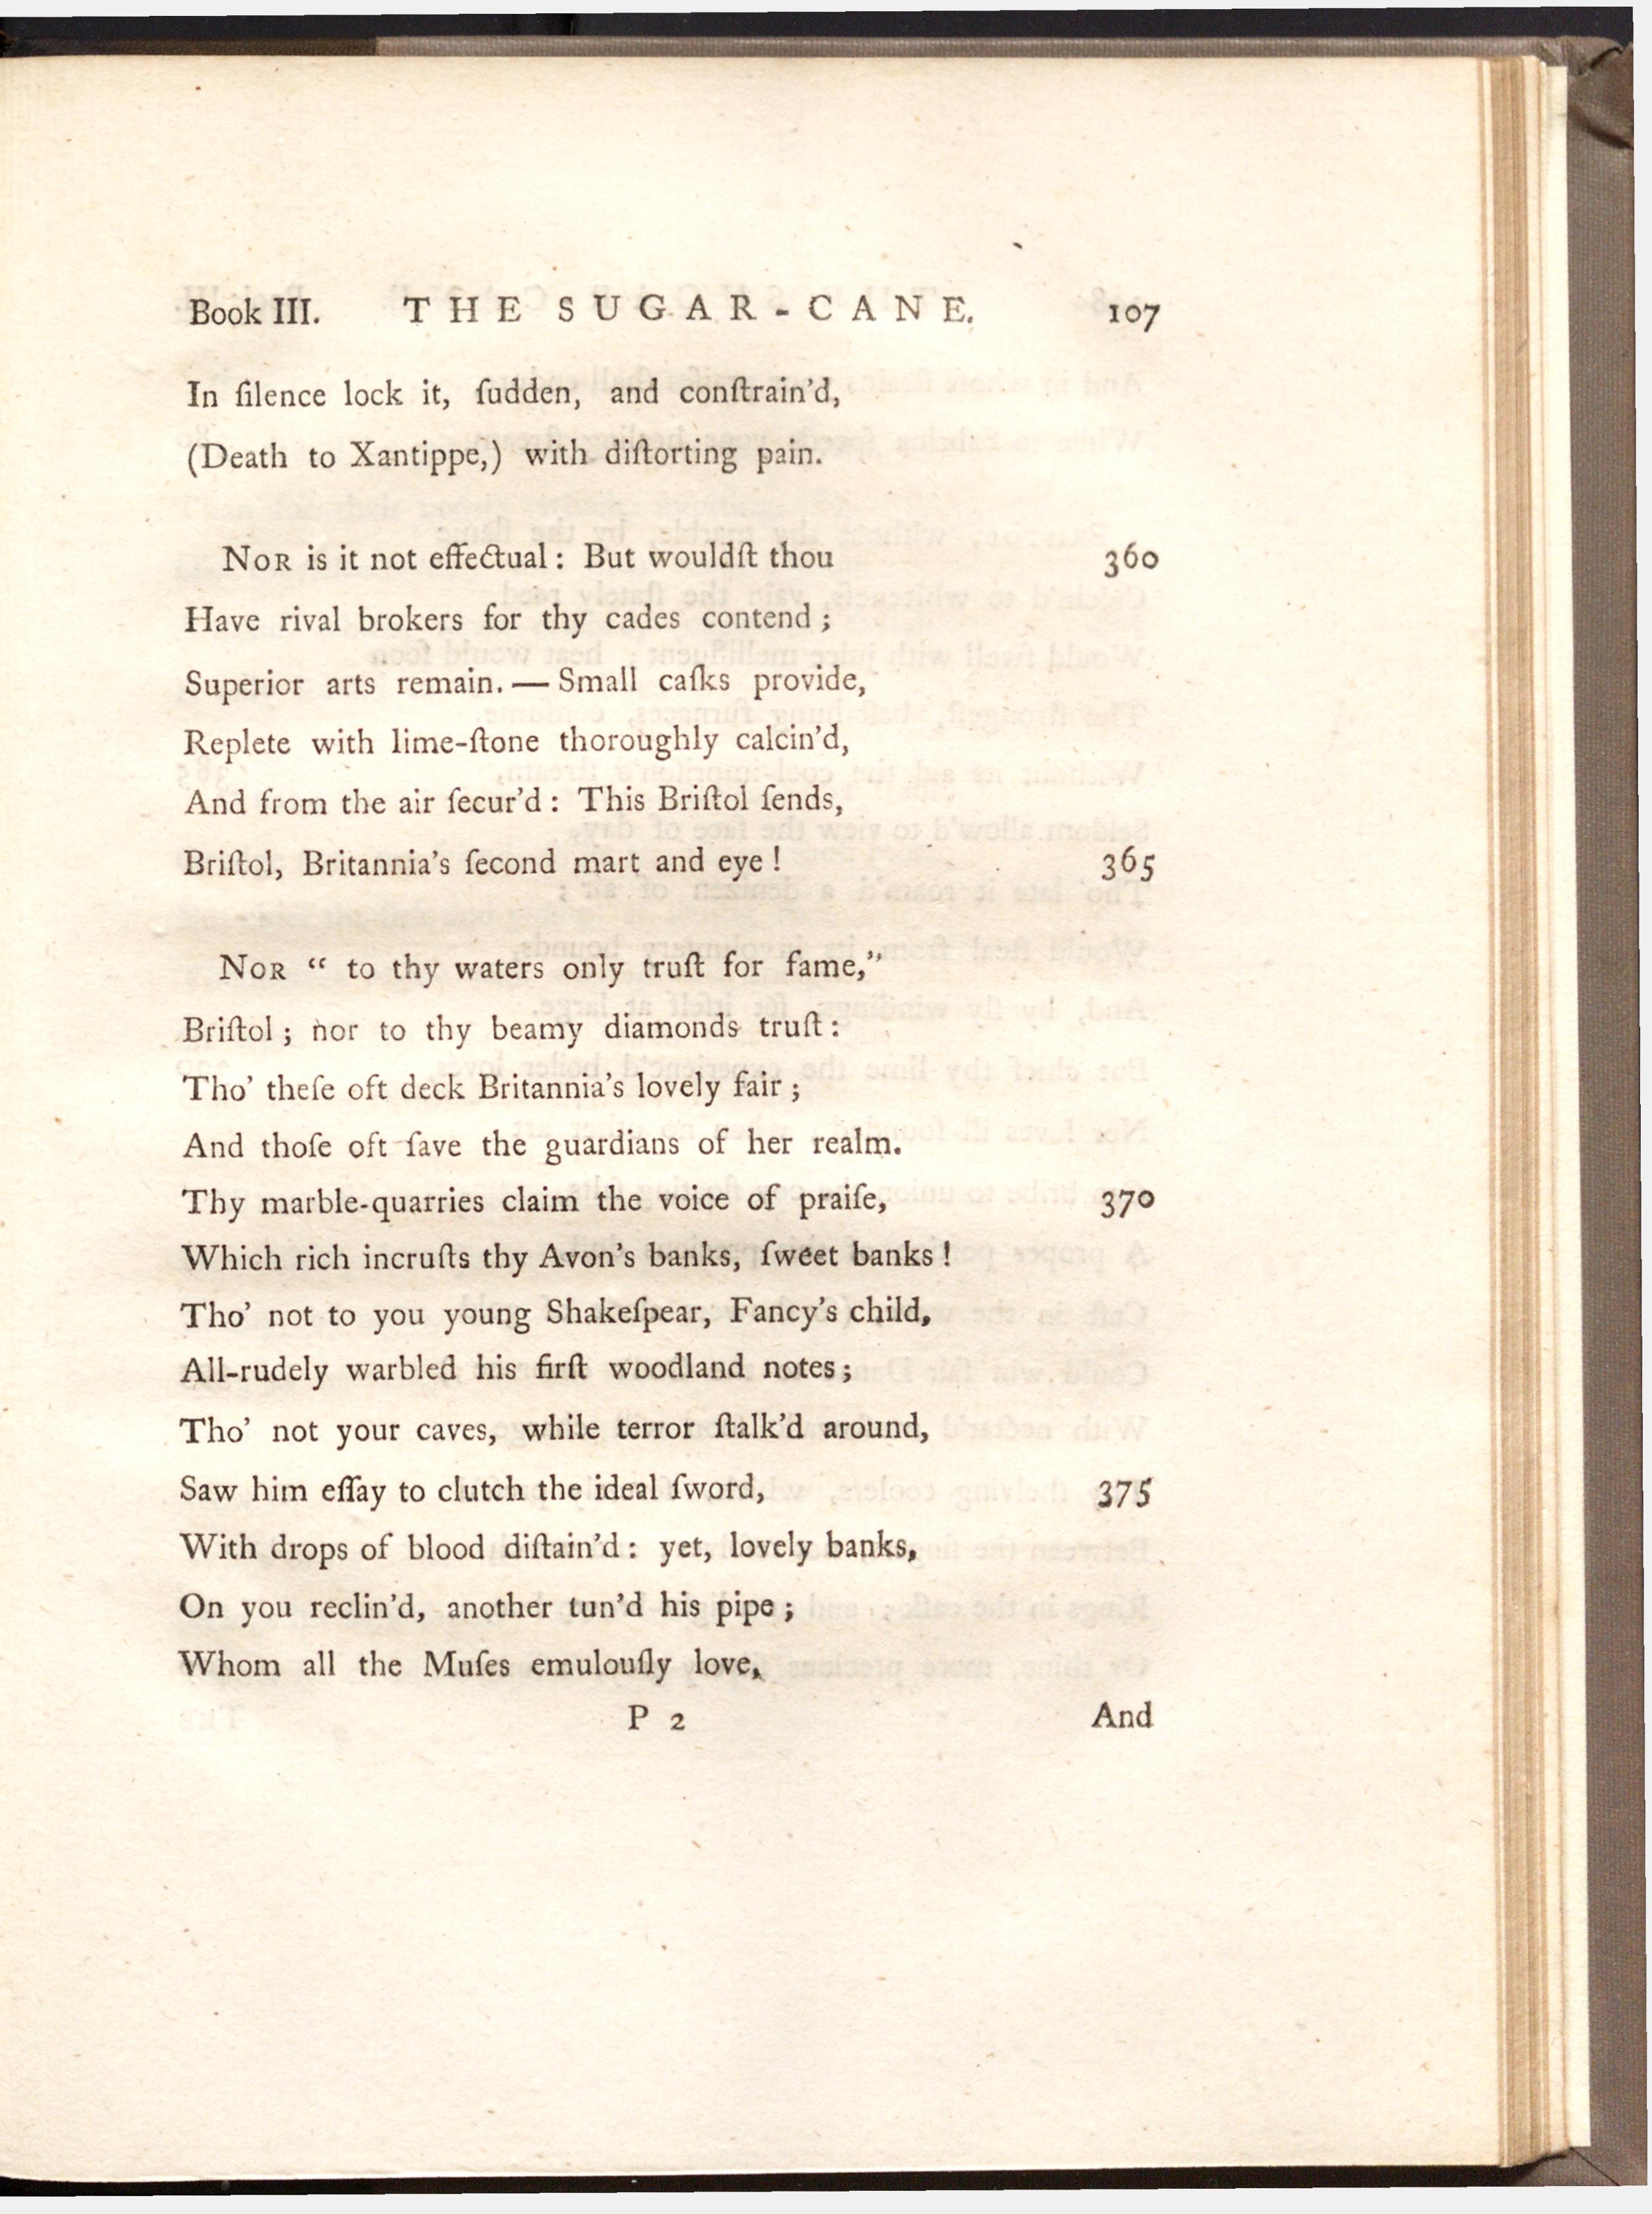 Book III. THE SUGAR-CANE. 107
In ſilence lock it, ſudden, and conſtrain'd,
(Death to Xantippe,) with diſtorting pain.
NOR is it not effectual: But wouldſt thou 360
Have rival brokers for thy cades contend;
Superior arts remain.—Small caſks provide,
Replete with lime-ſtone thoroughly calcin'd,
And from the air ſecur'd: This Briſtol ſends,
Briſtol, Britannia's ſecond mart and eye! 365
NOR “ to thy waters only truſt for fame,”
Briſtol; nor to thy beamy diamonds truſt:
Tho' theſe oft deck Britannia's lovely fair;
And thoſe oft ſave the guardians of her realm.
Thy marble-quarries claim the voice of praiſe, 370
Which rich incruſts thy Avon's banks, ſweet banks!
Tho' not to you young Shakeſpear, Fancy's child,
All-rudely warbled his firſt woodland notes;
Tho' not your caves, while terror ſtalk'd around,
Saw him eſſay to clutch the ideal ſword, 375
With drops of blood diſtain'd: yet, lovely banks,
On you reclin'd, another tun'd his pipe;
Whom all the Muſes emulouſly love,
P 2 And